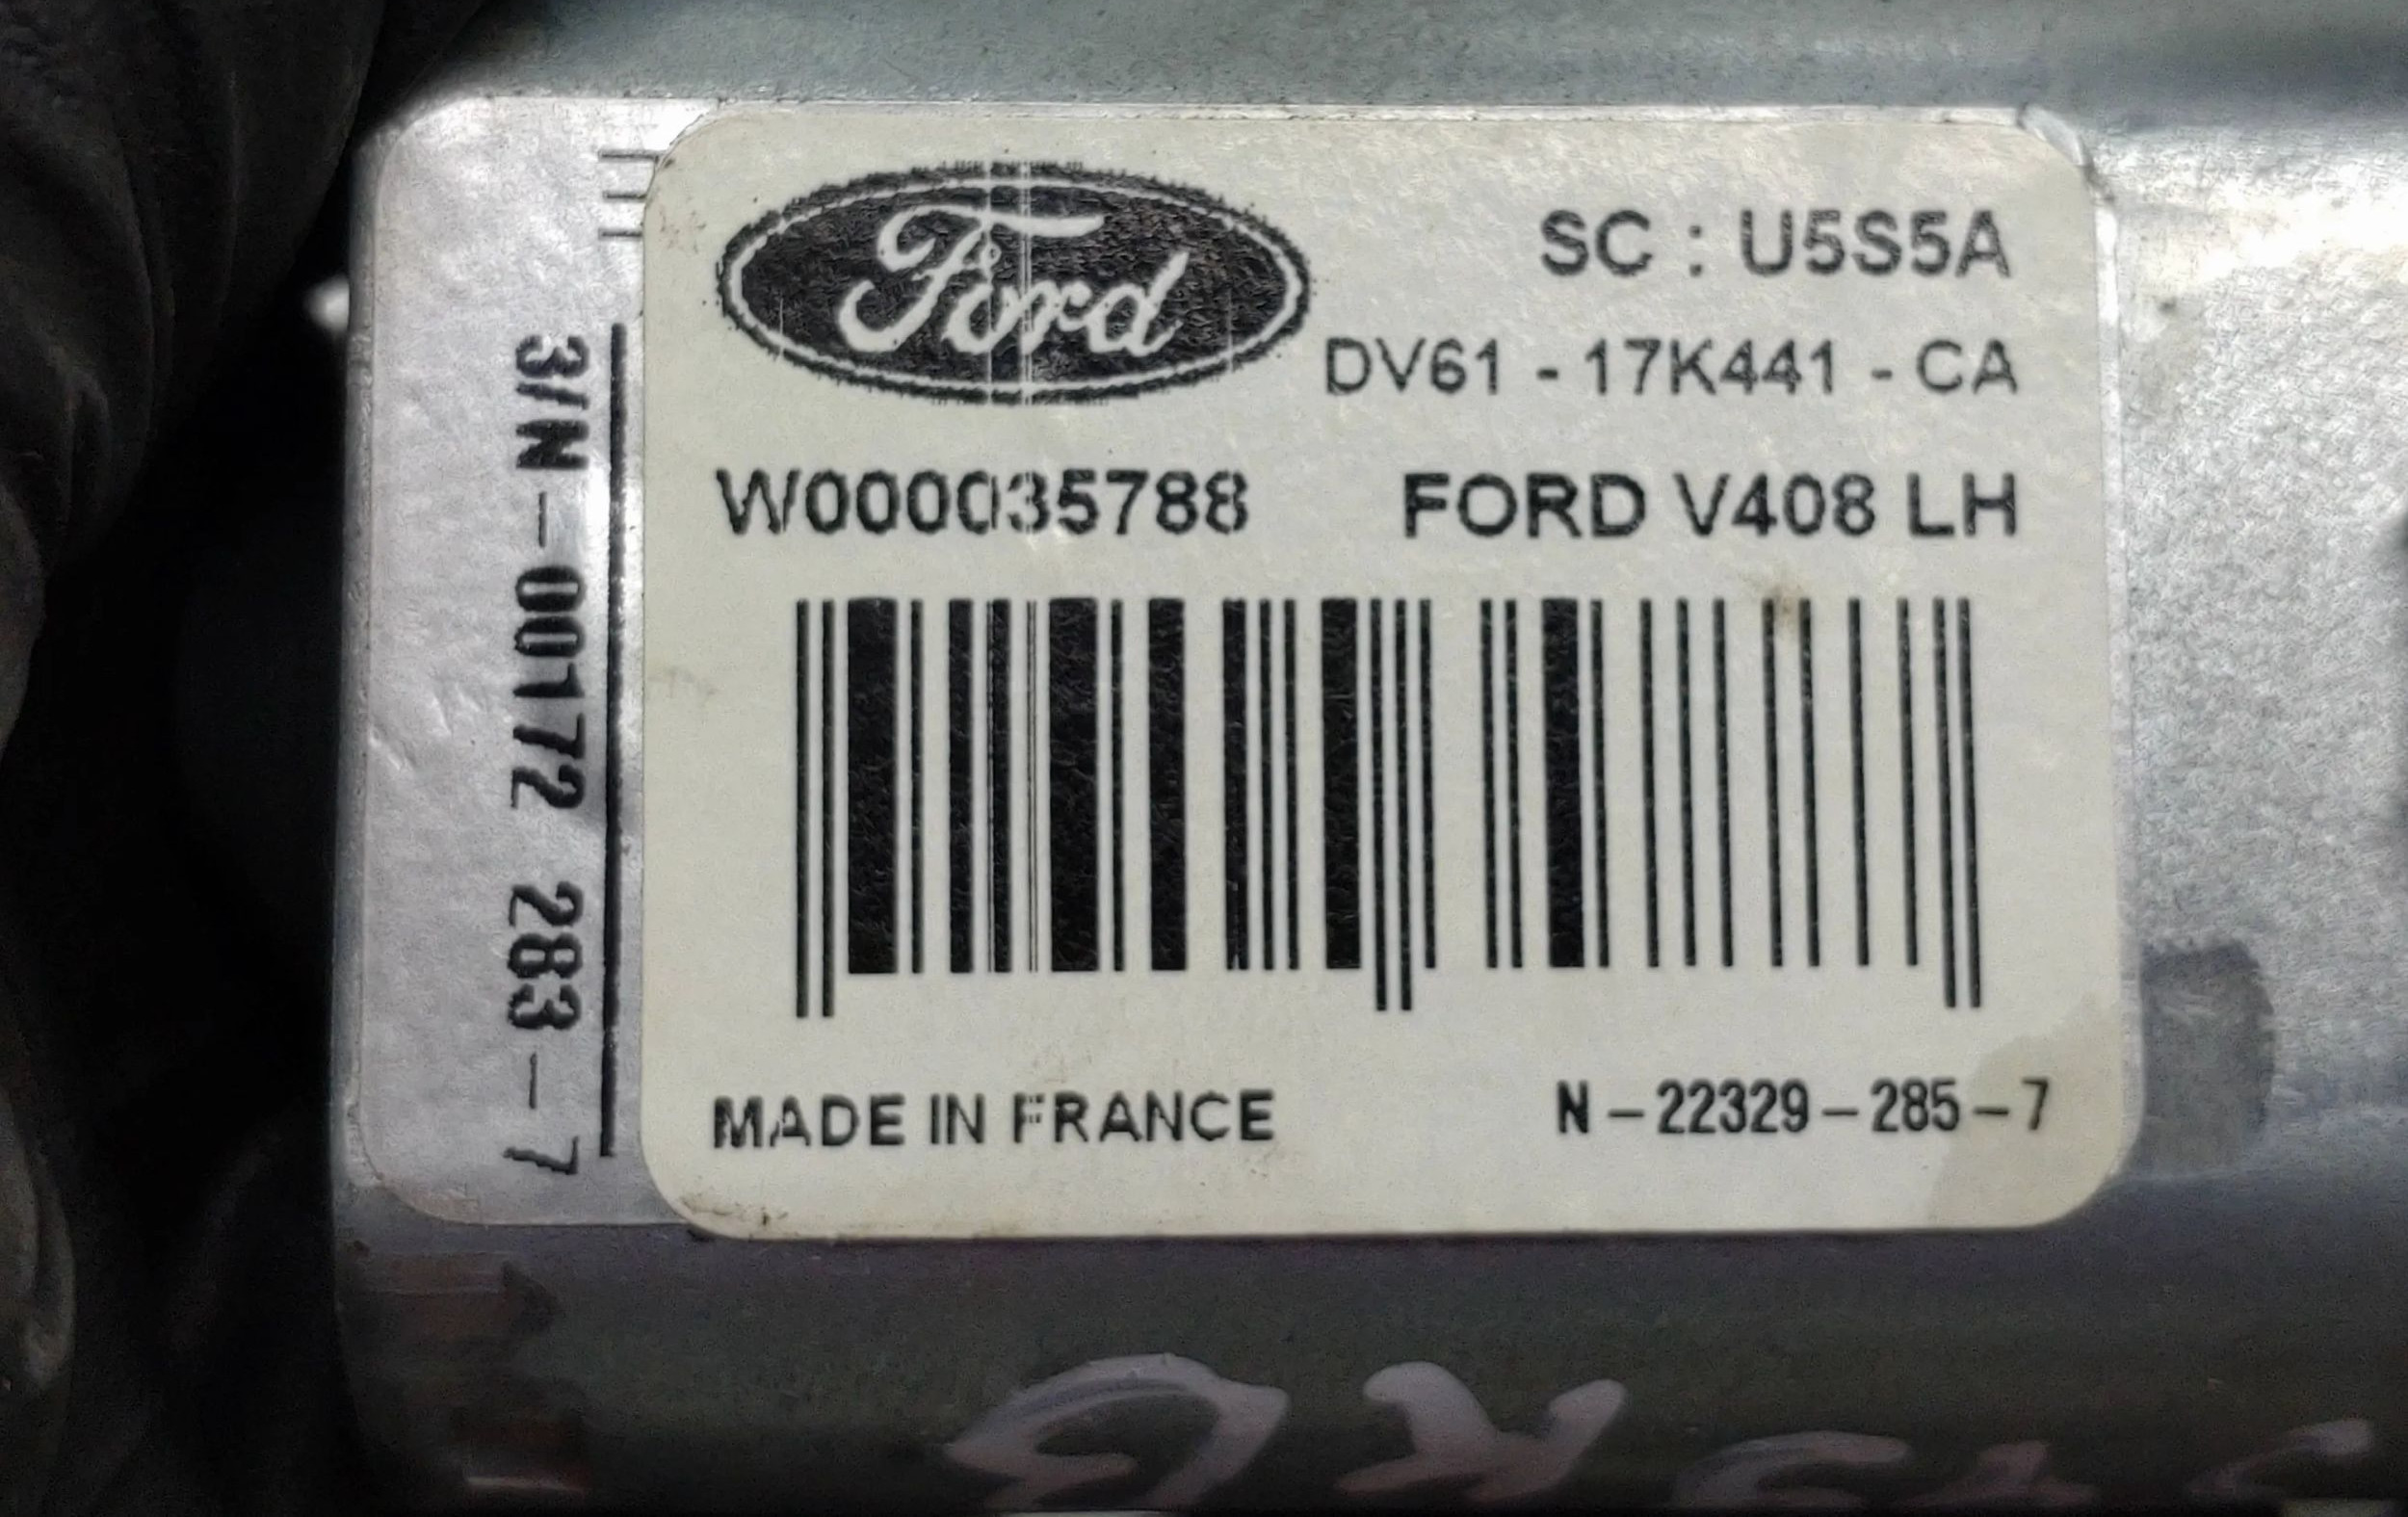 Ford
SC : U5S5A
DV61 - 17K441 - CA
W000035788
FORD V408 LH
MADE IN FRANCE
N-22329-285-7
3/N-00172 283-7